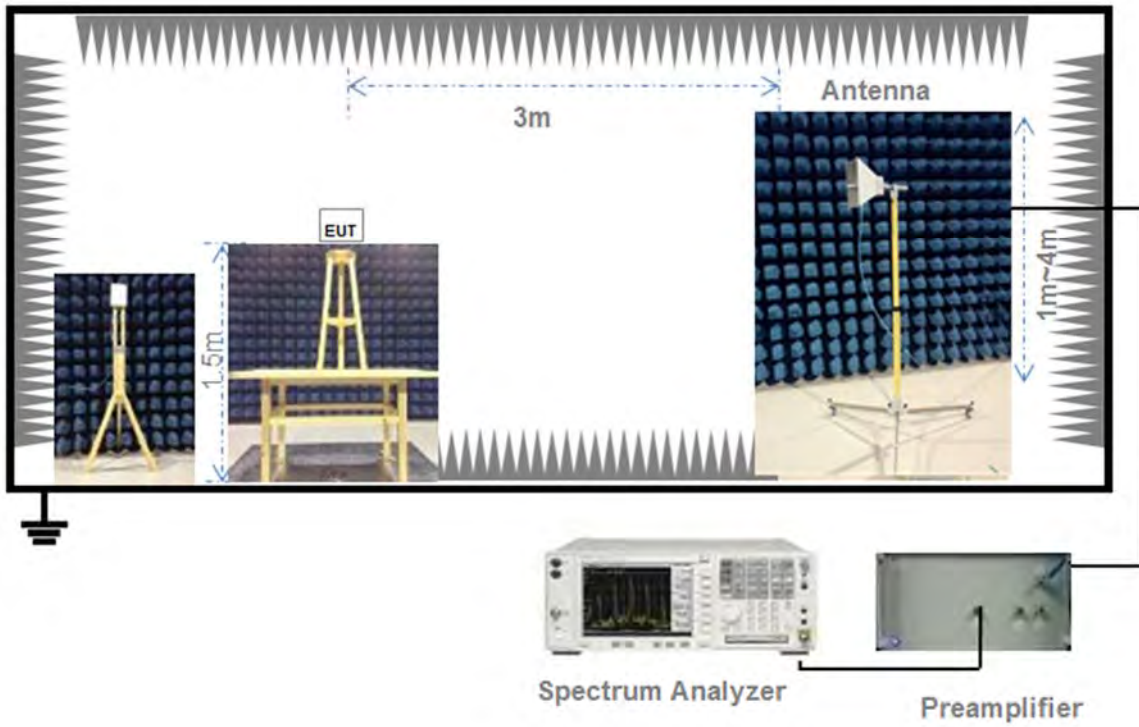 Antenna
3m
EUT
1.5m
1m~4m
Spectrum Analyzer
Preamplifier